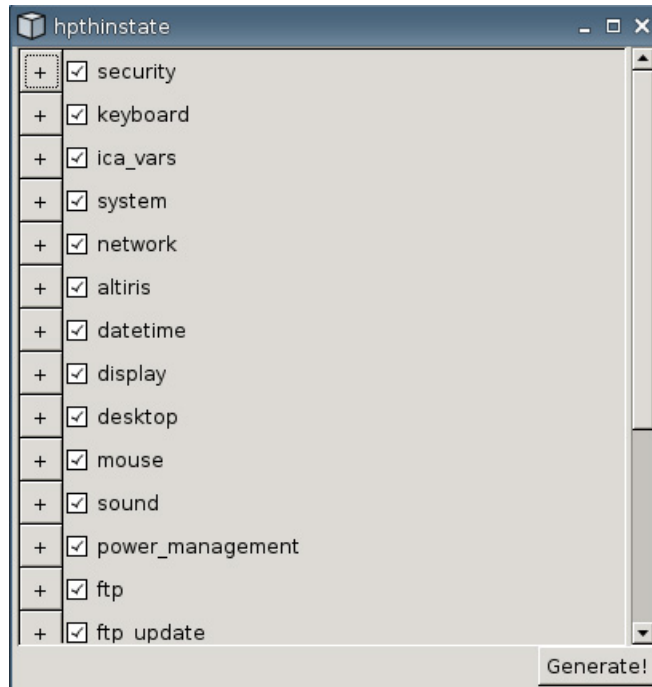 hpthinstate
+ security
+ keyboard
+ ica_vars
+ system
+ network
+ altiris
+ datetime
+ display
+ desktop
+ mouse
+ sound
+ power_management
+ ftp
+ ftp_update
Generate!